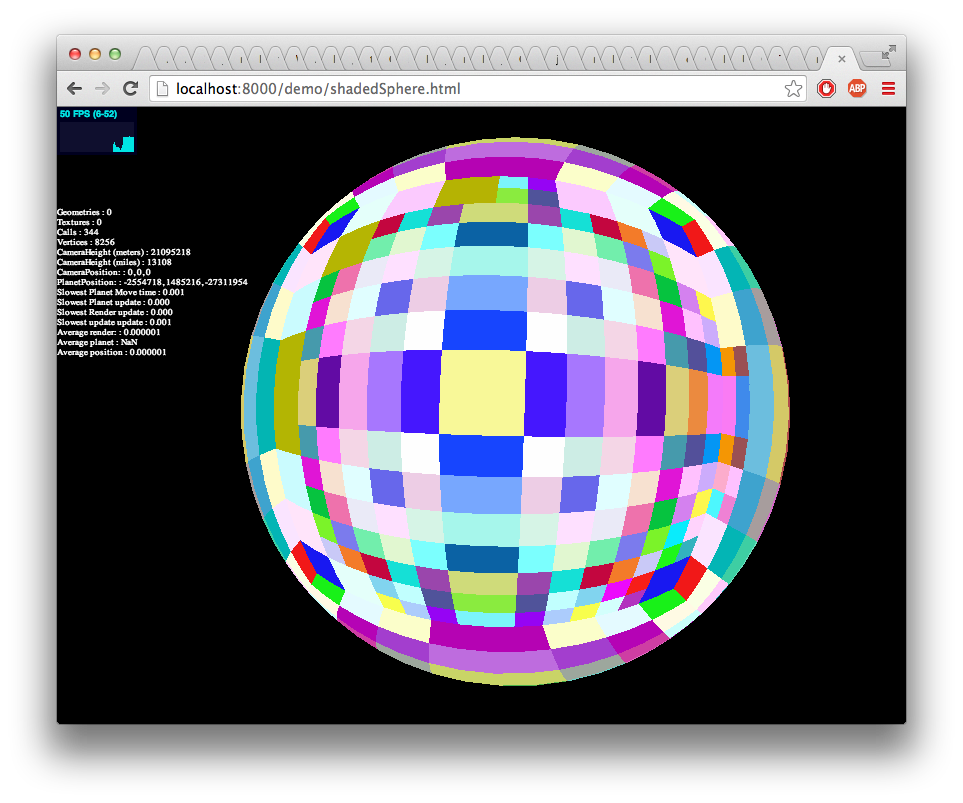 localhost:8000/demo/shadedSphere.html
ABP
50 FPS (6-52)
Geometries : 0
Textures : 0
Calls : 344
Vertices : 8256
CameraHeight (meters) : 21095218
CameraHeight (miles) : 13108
CameraPosition: : 0,0,0
PlanetPosition: : -2554718,1485216,-27311954
Slowest Planet Move time : 0.001
Slowest Planet update : 0.000
Slowest Render update : 0.000
Slowest update update : 0.001
Average render: : 0.000001
Average planet : NaN
Average position : 0.000001